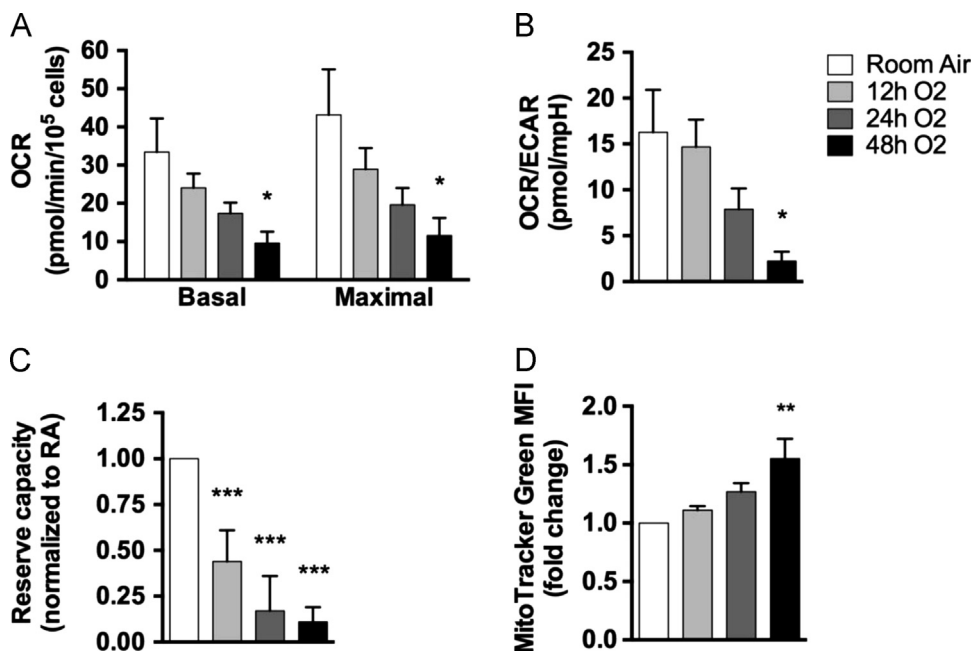 A
OCR
(pmol/min/10⁵ cells)
60
50
40
30
20
10
0
*
*
Basal
Maximal
B
OCR/ECAR
(pmol/mpH)
25
20
15
10
5
0
*
Room Air
12h O2
24h O2
48h O2
C
Reserve capacity
(normalized to RA)
1.25
1.00
0.75
0.50
0.25
0.00
***
***
***
D
MitoTracker Green MFI
(fold change)
2.0
1.5
1.0
0.5
0.0
**